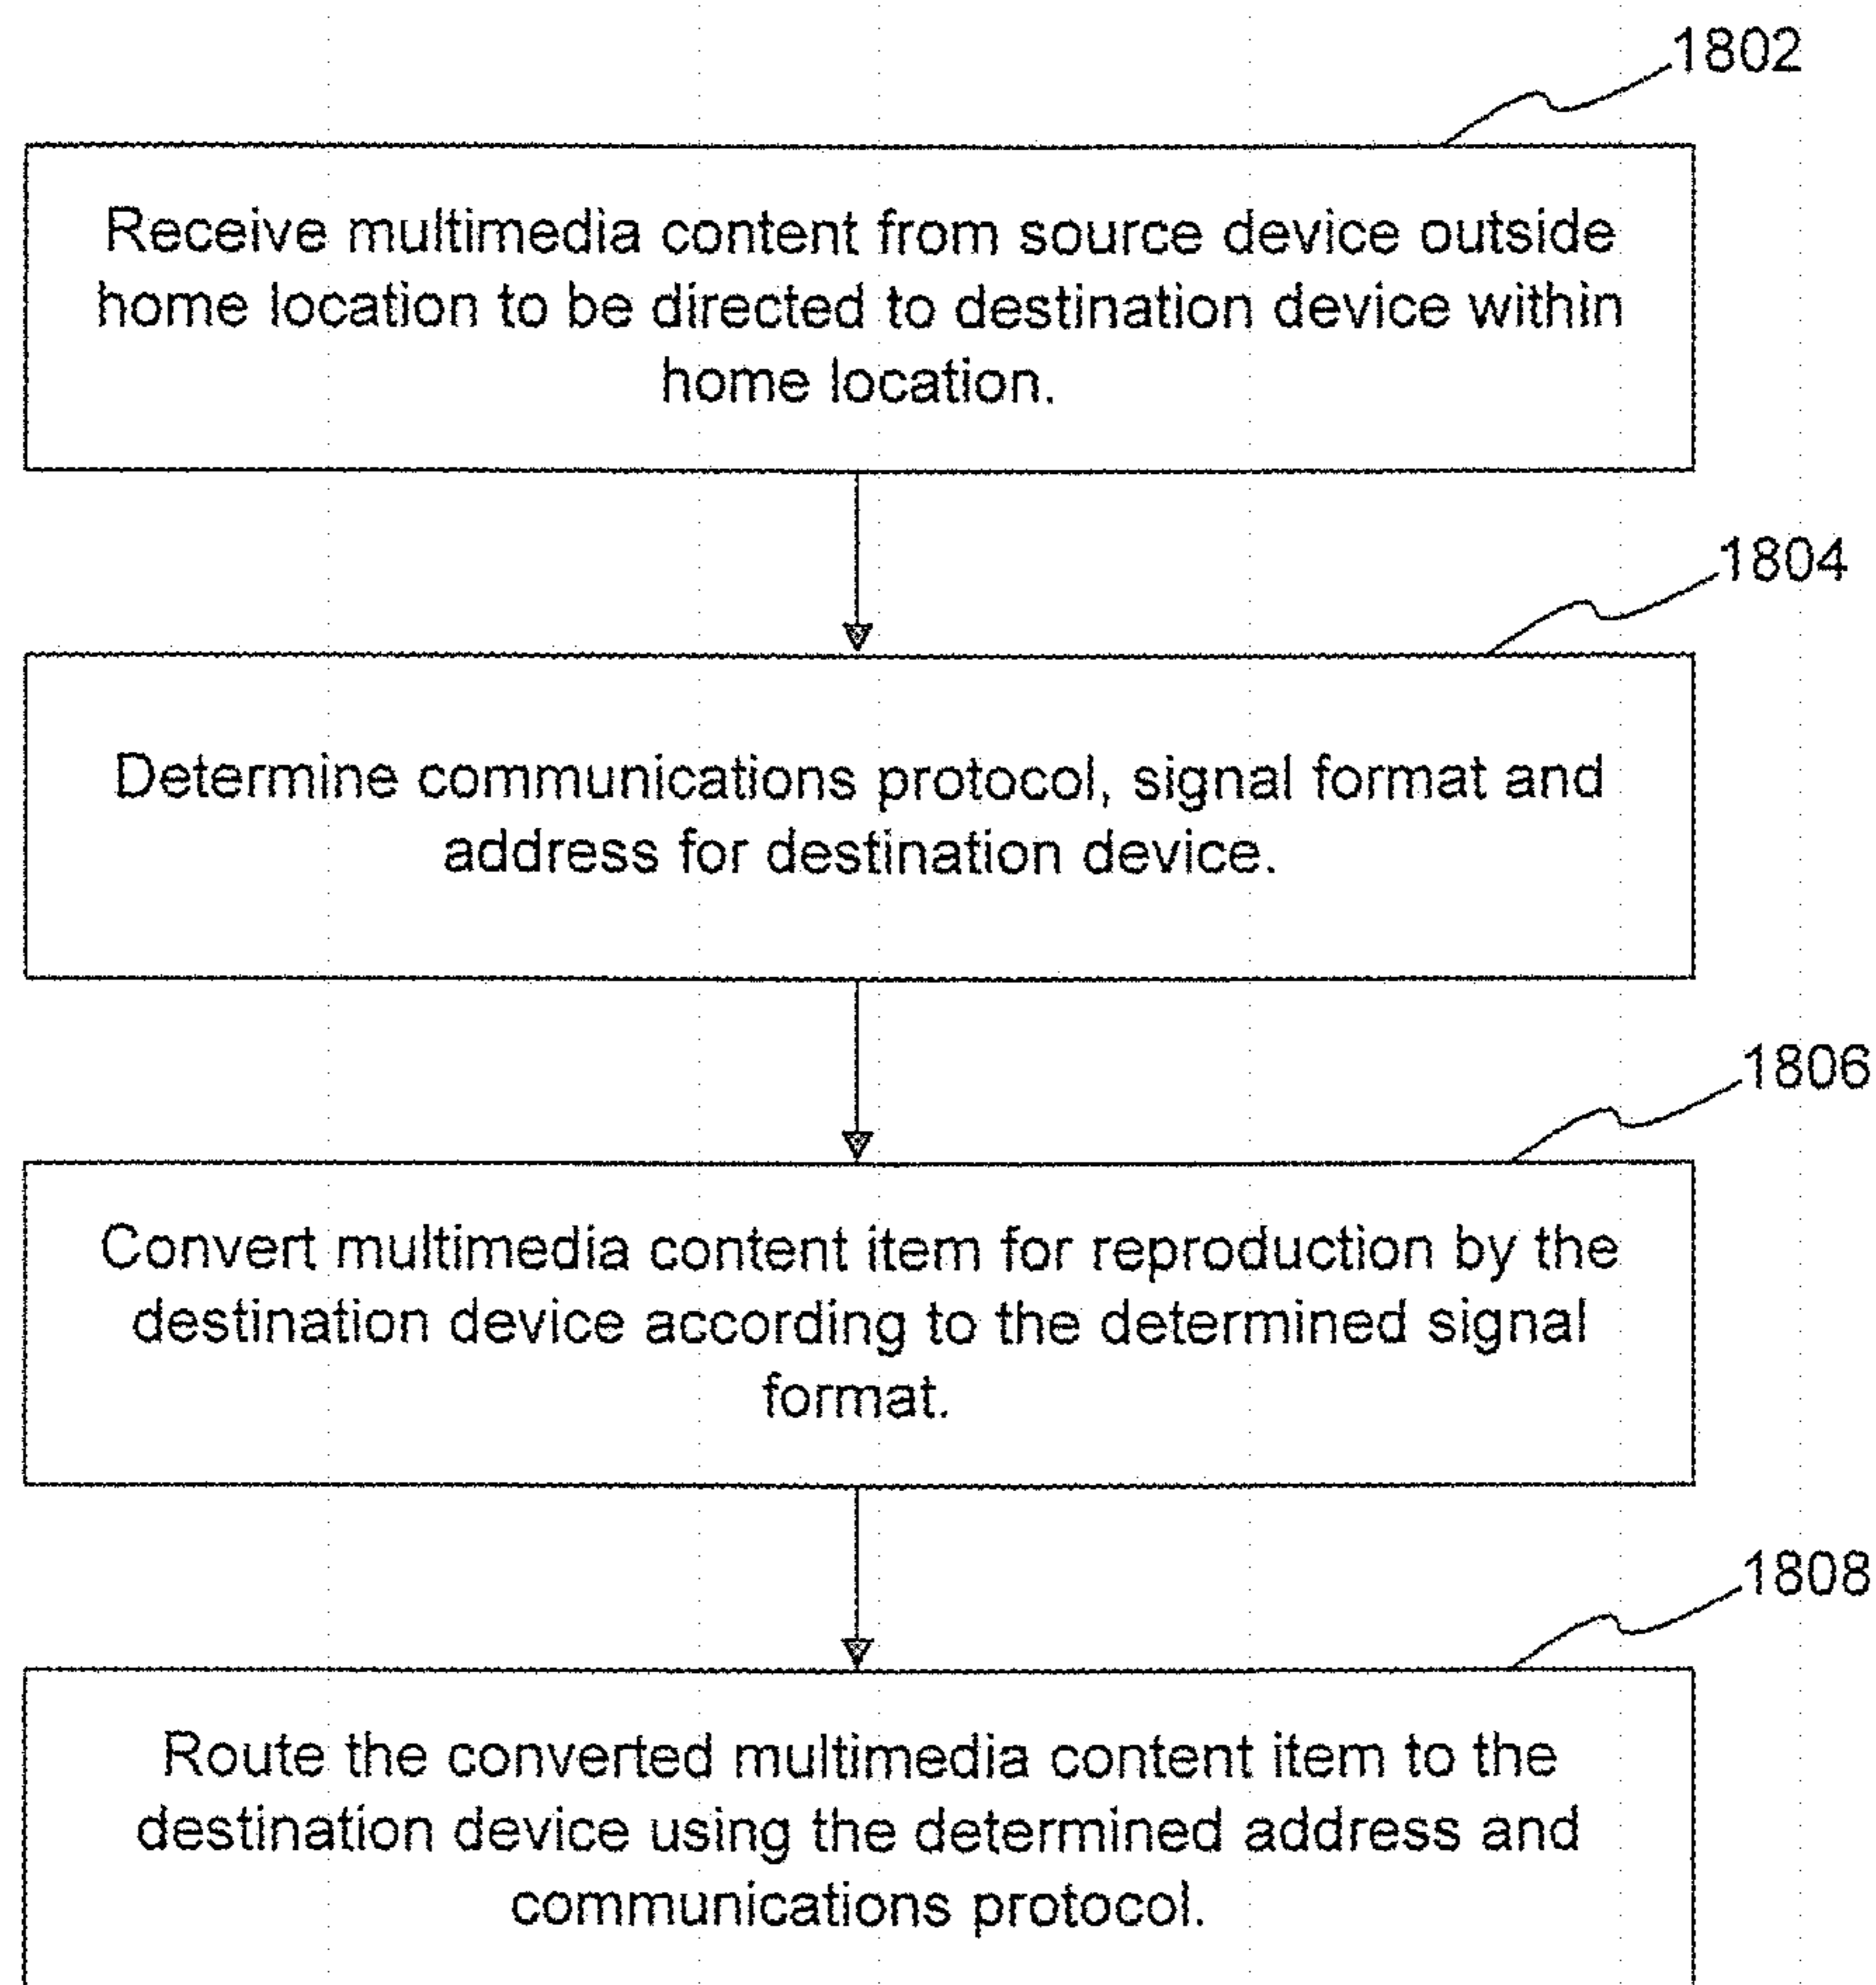 1802
Receive multimedia content from source device outside
home location to be directed to destination device within
home location.
1804
Determine communications protocol, signal format and
address for destination device.
1806
Convert multimedia content item for reproduction by the
destination device according to the determined signal
format.
1808
Route the converted multimedia content item to the
destination device using the determined address and
communications protocol.